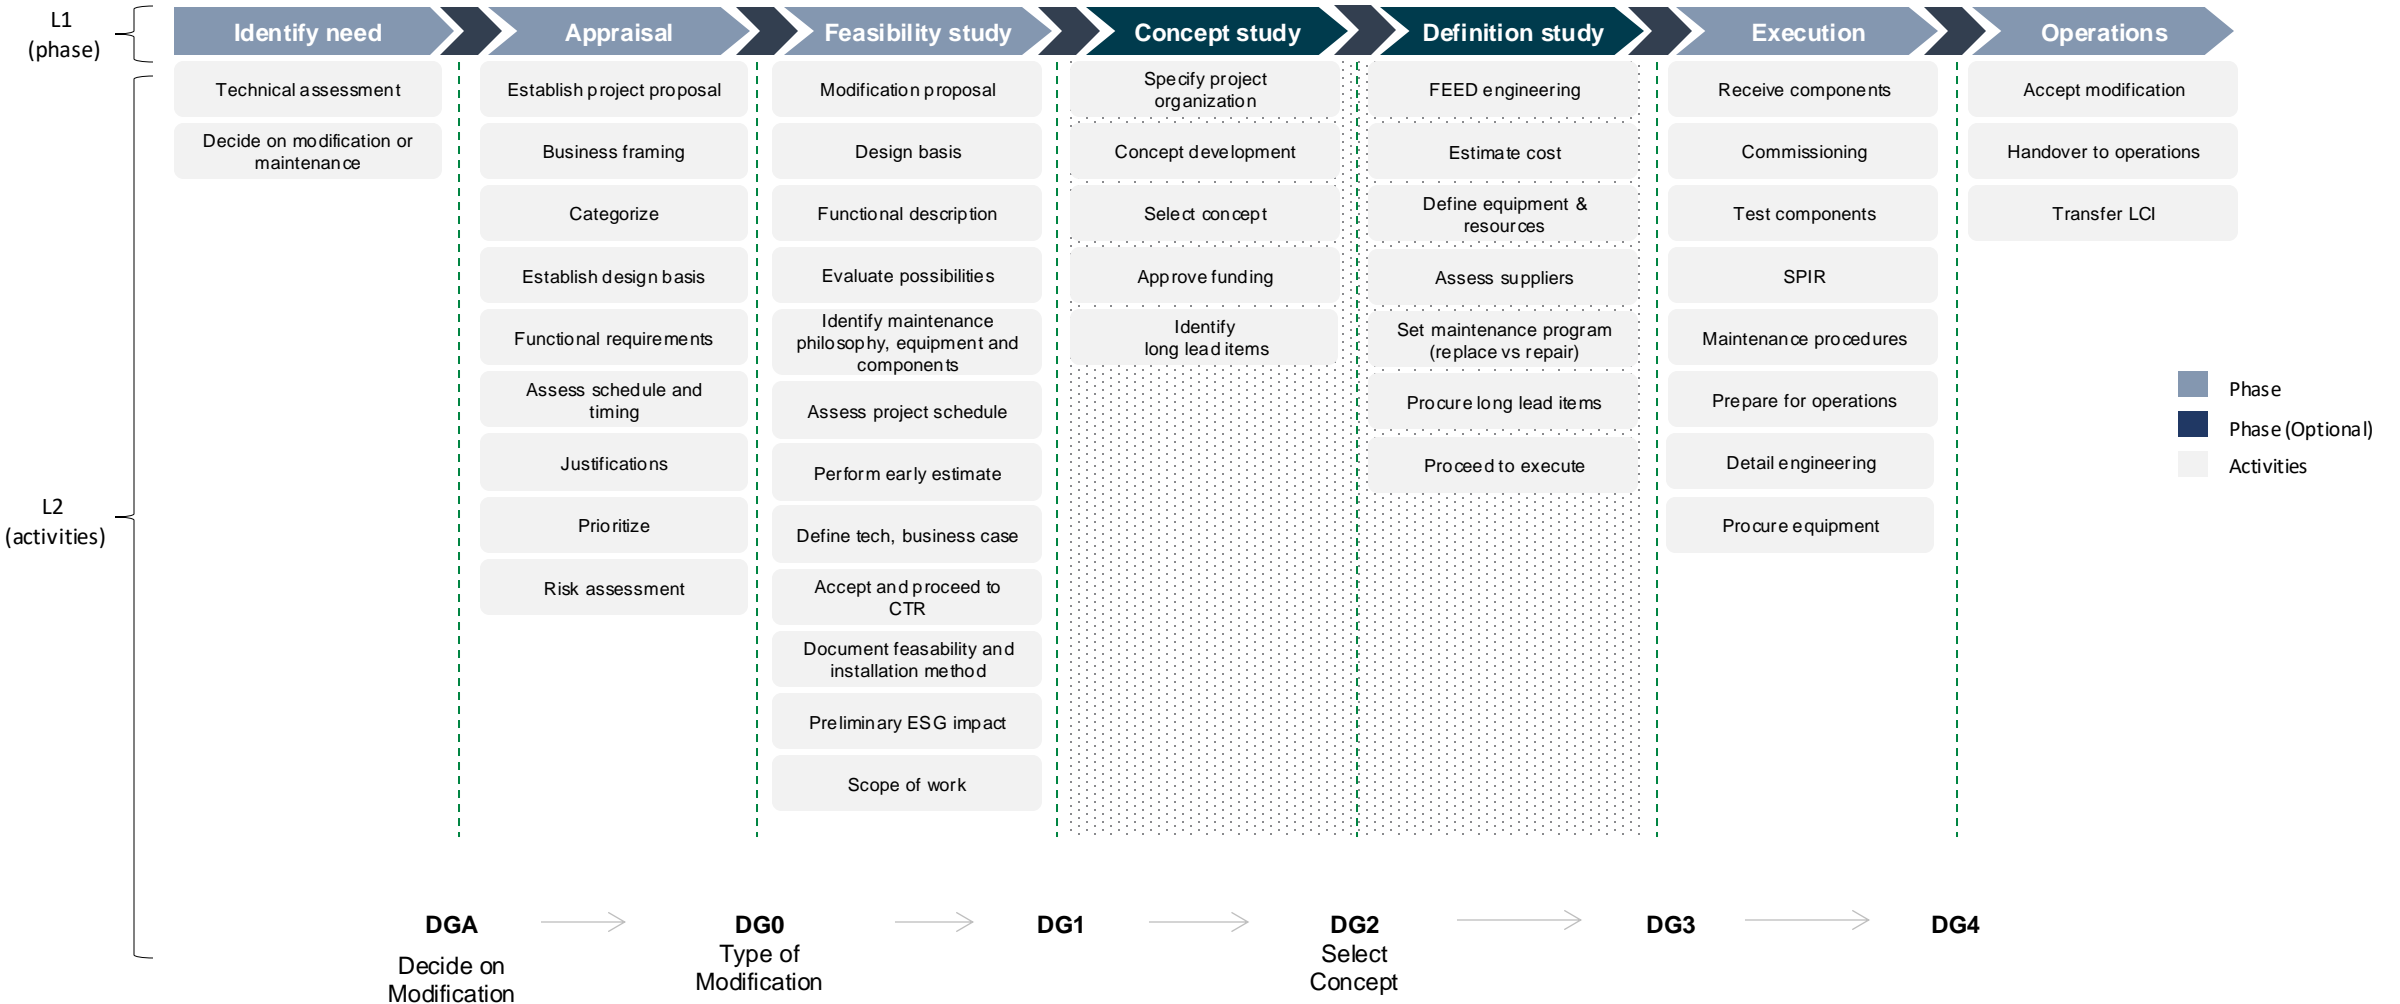 L1
(phase)
Identify need
Appraisal
Feasibility study
Concept study
Definition study
Execution
Operations
L2
(activities)
Technical assessment
Decide on modification or
maintenance
Establish project proposal
Business framing
Categorize
Establish design basis
Functional requirements
Assess schedule and
timing
Justifications
Prioritize
Risk assessment
Modification proposal
Design basis
Functional description
Evaluate possibilities
Identify maintenance
philosophy, equipment and
components
Assess project schedule
Perform early estimate
Define tech, business case
Accept and proceed to
CTR
Document feasability and
installation method
Preliminary ESG impact
Scope of work
Specify project
organization
Concept development
Select concept
Approve funding
Identify
long lead items
FEED engineering
Estimate cost
Define equipment &
resources
Assess suppliers
Set maintenance program
(replace vs repair)
Procure long lead items
Proceed to execute
Receive components
Commissioning
Test components
SPIR
Maintenance procedures
Prepare for operations
Detail engineering
Procure equipment
Accept modification
Handover to operations
Transfer LCI
Phase
Phase (Optional)
Activities
DGA
Decide on
Modification
DG0
Type of
Modification
DG1
DG2
Select
Concept
DG3
DG4